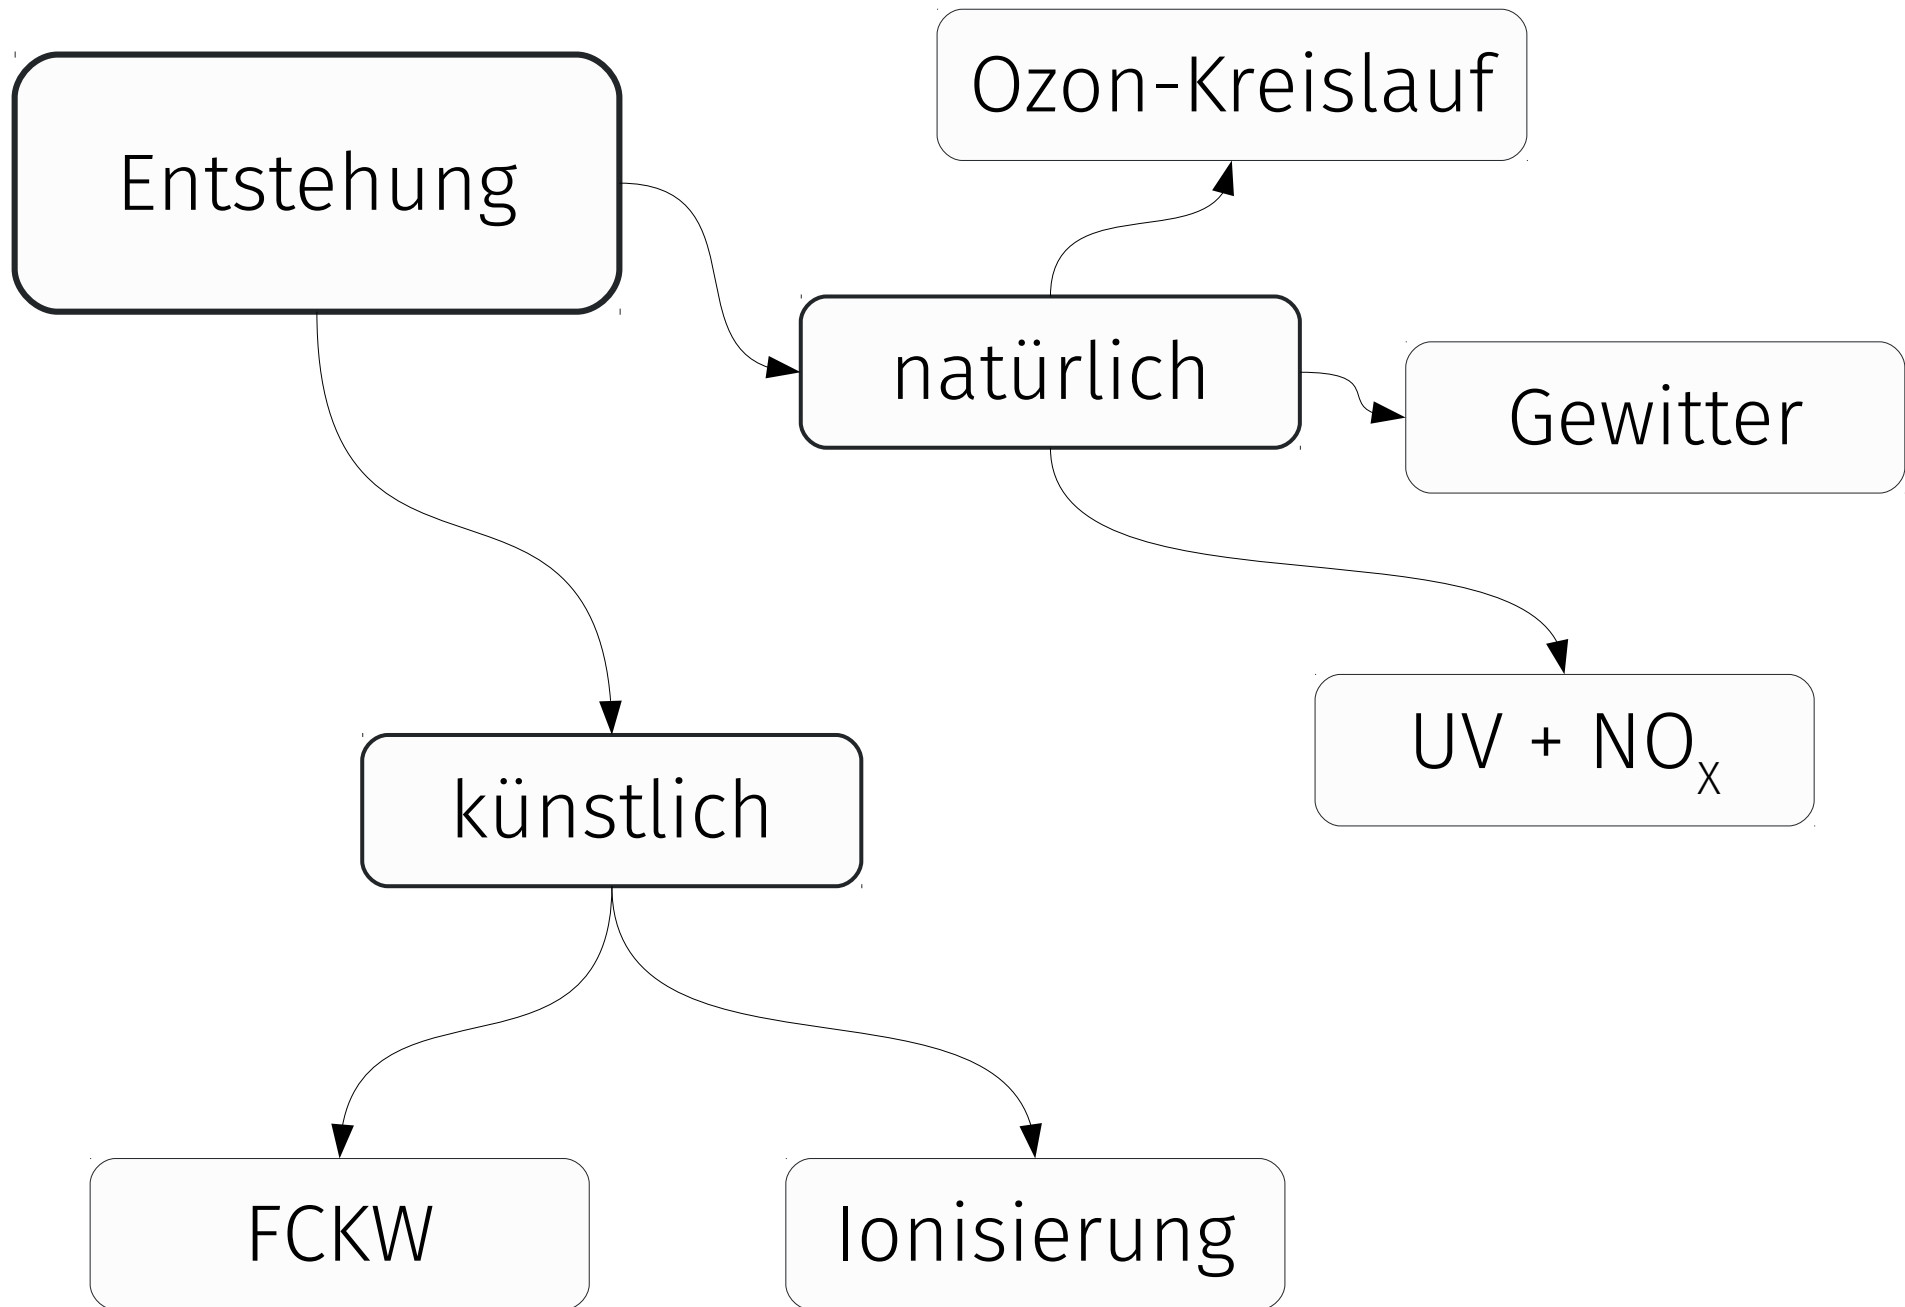 Ozon-Kreislauf
Entstehung
natürlich
Gewitter
UV + NOₓ
künstlich
FCKW
Ionisierung